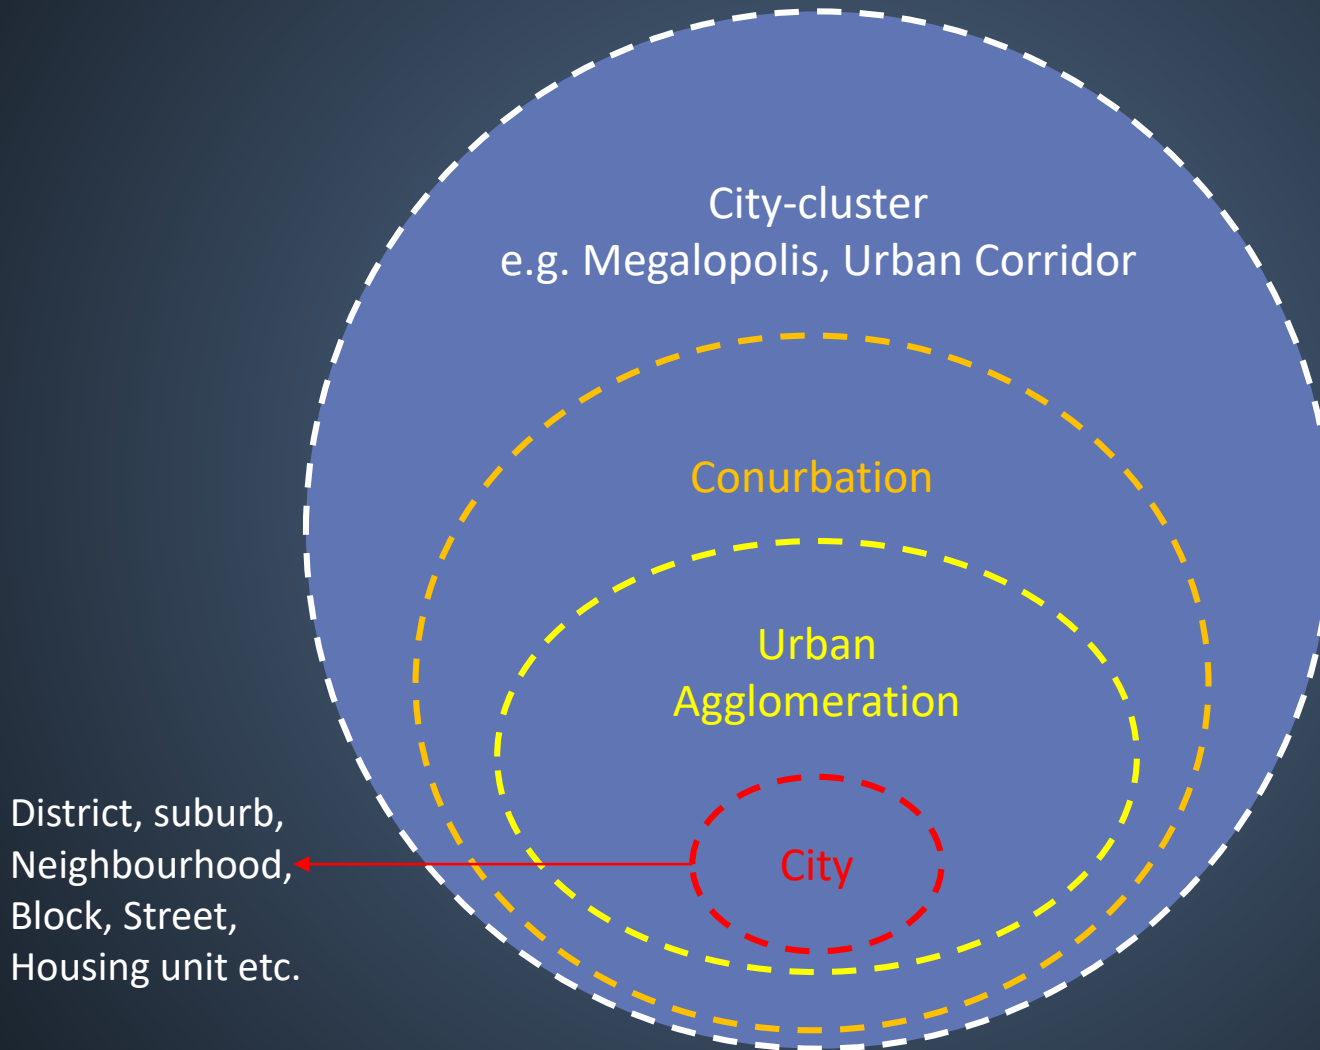 City-cluster
e.g. Megalopolis, Urban Corridor
Conurbation
Urban
Agglomeration
City
District, suburb,
Neighbourhood,
Block, Street,
Housing unit etc.